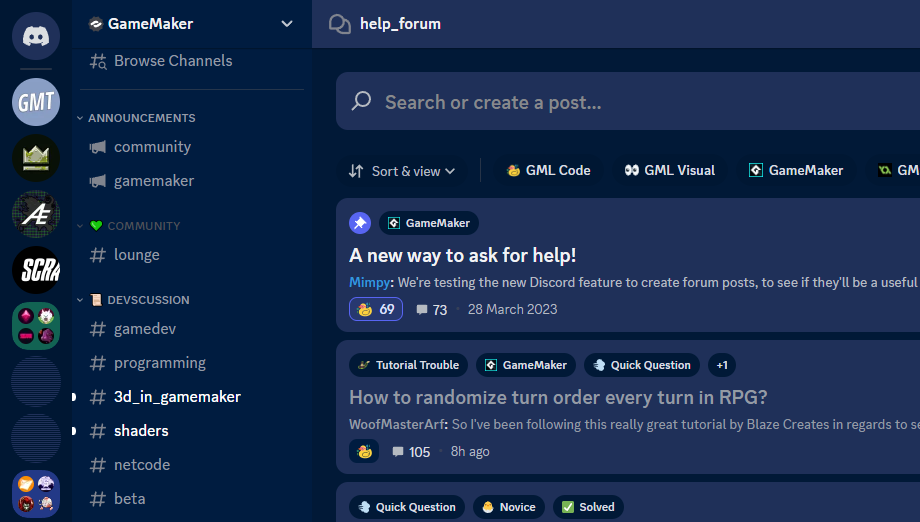 GameMaker
Browse Channels
ANNOUNCEMENTS
community
gamemaker
COMMUNITY
lounge
DEVSCUSSION
gamedev
programming
3d_in_gamemaker
shaders
netcode
beta
GMT
Æ
SCRA
help_forum
Search or create a post...
Sort & view
GML Code
GML Visual
GameMaker
GM
GameMaker
A new way to ask for help!
Mimpy: We're testing the new Discord feature to create forum posts, to see if they'll be a useful
69
73
28 March 2023
Tutorial Trouble
GameMaker
Quick Question
+1
How to randomize turn order every turn in RPG?
WoofMasterArf: So I've been following this really great tutorial by Blaze Creates in regards to se
105
8h ago
Quick Question
Novice
Solved